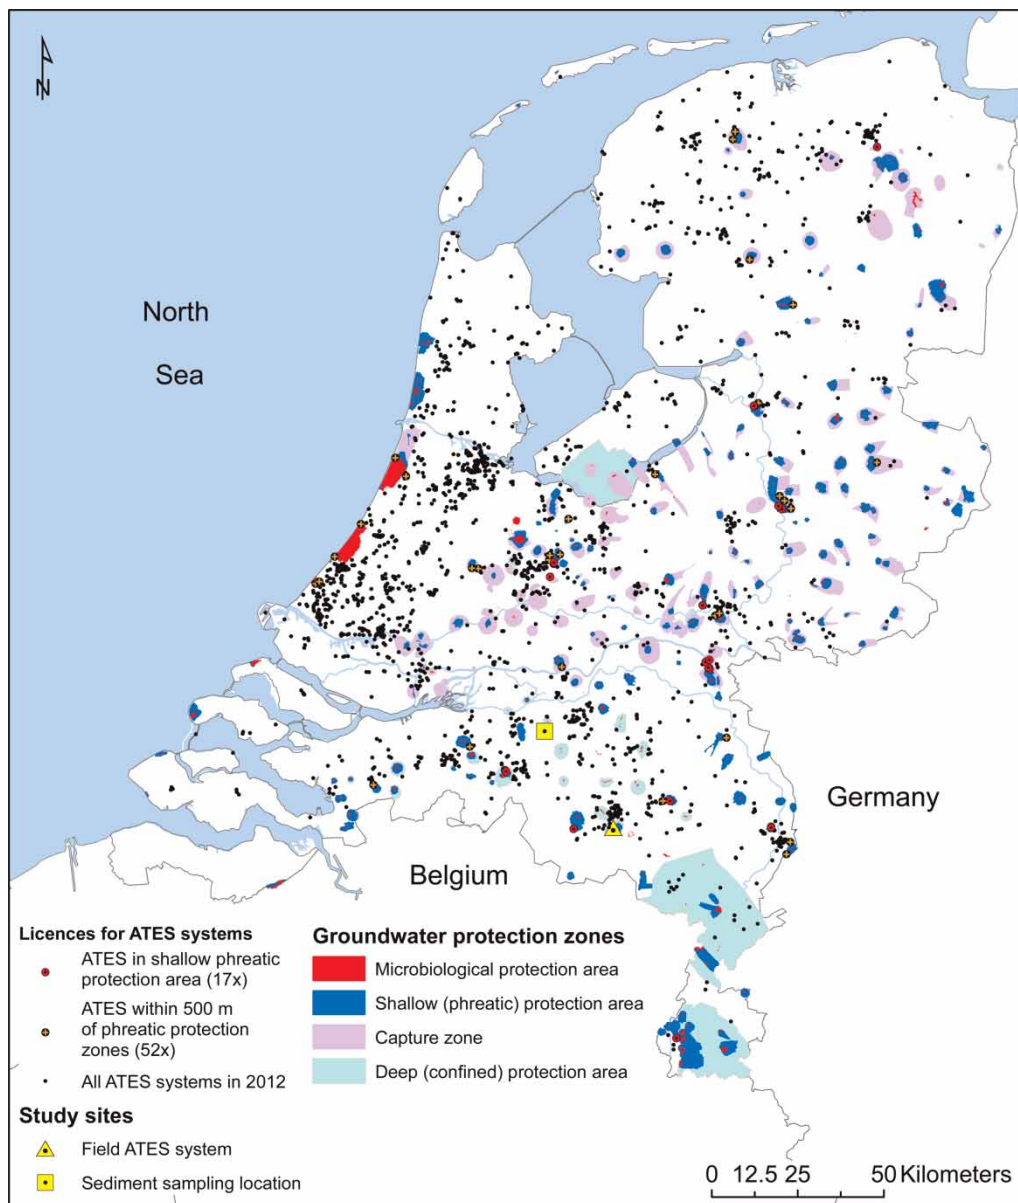 N
North
Sea
Germany
Belgium
Licences for ATES systems
ATES in shallow phreatic
protection area (17x)
ATES within 500 m
of phreatic protection
zones (52x)
All ATES systems in 2012
Study sites
Field ATES system
Sediment sampling location
Groundwater protection zones
Microbiological protection area
Shallow (phreatic) protection area
Capture zone
Deep (confined) protection area
0 12.5 25 50 Kilometers